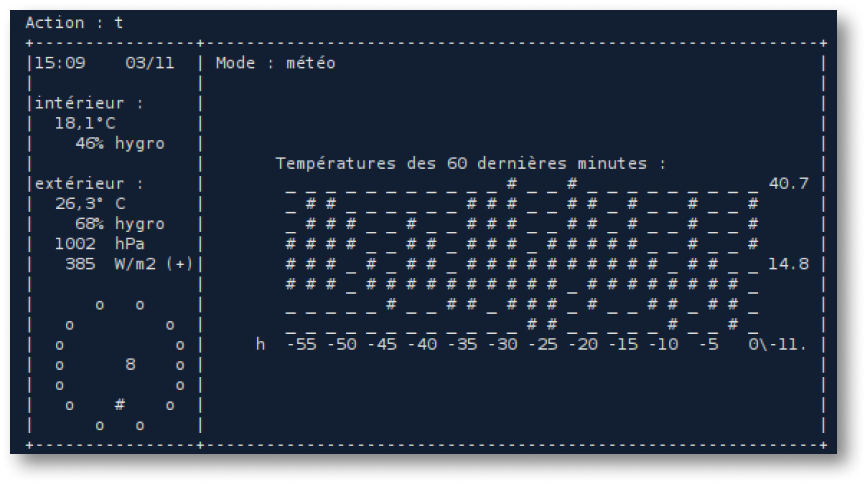 Action : t
+----------------+--------------------------------------------------------------+
|15:09    03/11  | Mode : météo                                                |
|                |                                                              |
|intérieur :     |                                                              |
|  18,1°C        |                                                              |
|    46% hygro   |                                                              |
|                |       Températures des 60 dernières minutes :                |
|extérieur :     |        _ _ _ _ _ _ _ _ _ _ _ # _ _ # _ _ _ _ _ _ _ _ _ 40.7 |
|  26,3° C       |        _ # # _ _ _ _ _ _ # # # _ _ # # _ # _ _ # _ _ #      |
|    68% hygro   |        _ # # # _ _ # _ _ # # # _ _ # # _ # _ _ # _ _ #      |
|  1002  hPa     |        # # # # _ _ # # _ # # # # _ # # # # _ _ # _ _ #      |
|   385  W/m2 (+)|        # # # _ # _ # # _ # # # # # # # # # # _ # # _ _ 14.8 |
|                |        # # # _ # # # # # # # # # # _ # # # # # # # # _      |
|      o   o     |        _ _ _ _ _ # _ _ # # _ # # # _ # _ _ # # _ # # _      |
|   o         o  |        _ _ _ _ _ _ _ _ _ _ _ _ # # _ _ _ _ _ # _ _ # _      |
|  o           o |     h  -55 -50 -45 -40 -35 -30 -25 -20 -15 -10  -5   0\-11. |
|  o      8    o |                                                              |
|  o           o |                                                              |
|   o    #    o  |                                                              |
|      o   o     |                                                              |
+----------------+--------------------------------------------------------------+